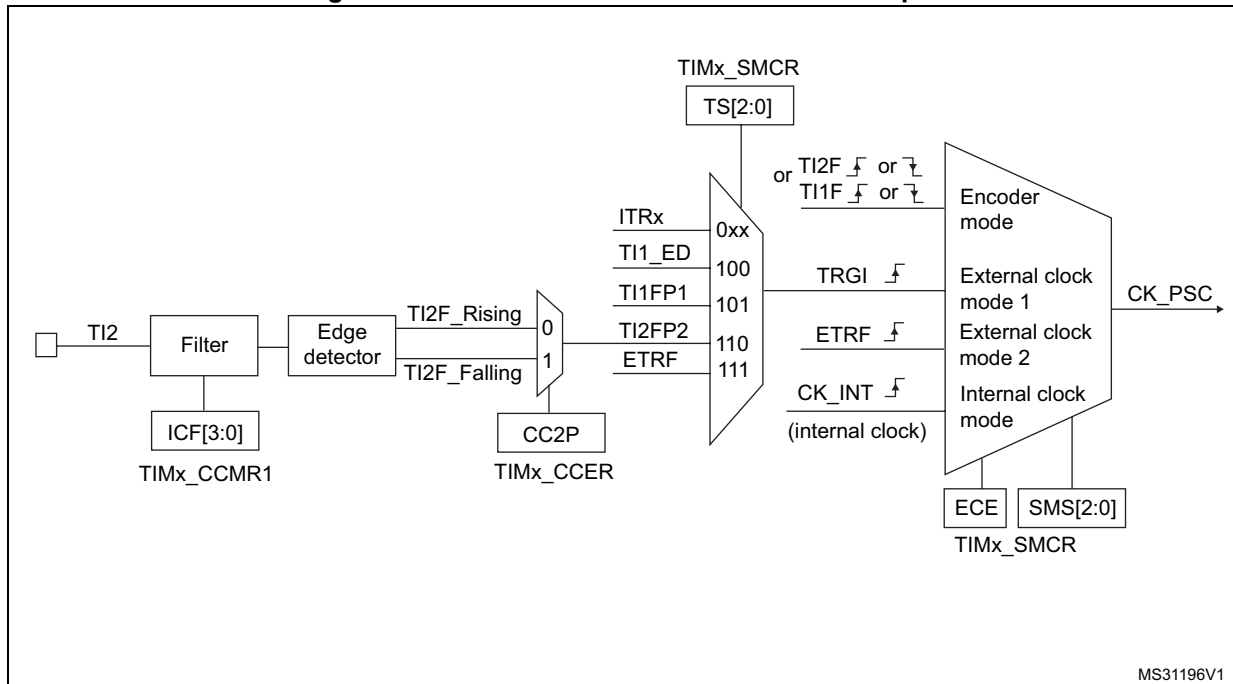 TIMx_SMCR
TS[2:0]
TI2F or
or
TI1F or
Encoder
mode
ITRx
0xx
TI1_ED
100
TRGI
External clock
mode 1
CK_PSC
TI1FP1
101
TI2F_Rising
0
TI2
Filter
Edge
detector
TI2FP2
110
ETRF
External clock
mode 2
ETRF
111
1
TI2F_Falling
CK_INT
Internal clock
mode
(internal clock)
ICF[3:0]
CC2P
TIMx_CCMR1
TIMx_CCER
ECE
SMS[2:0]
TIMx_SMCR
MS31196V1